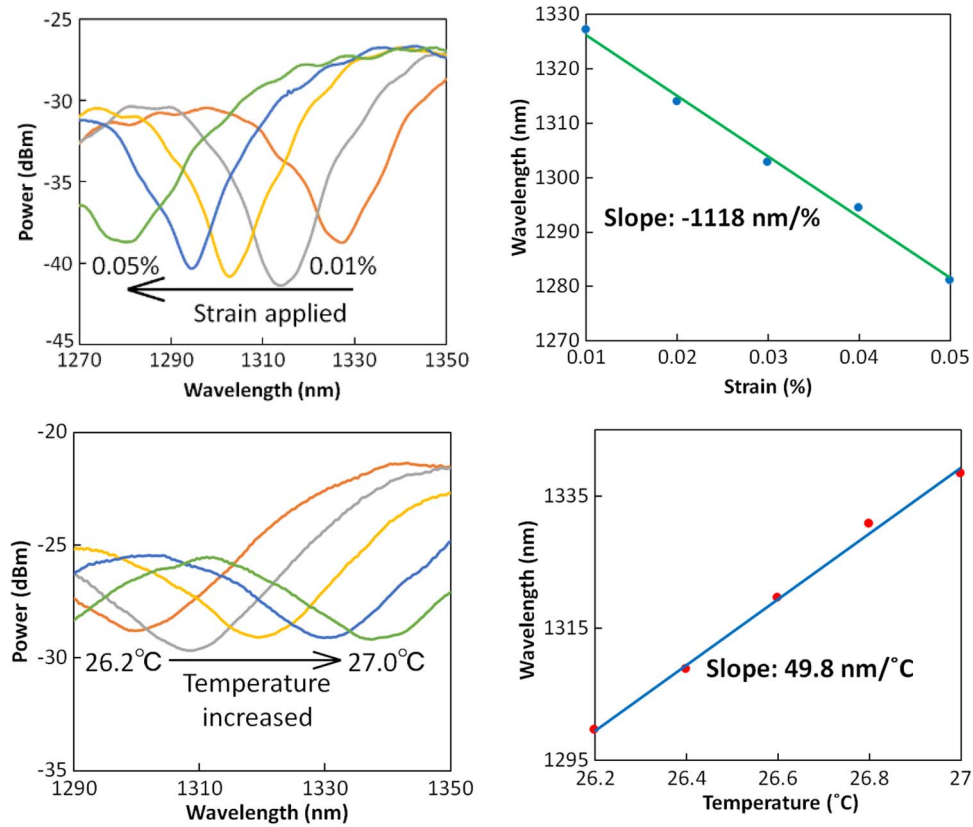 -25
-30
-35
-40
-45
Power (dBm)
0.05%
0.01%
Strain applied
1270 1290 1310 1330 1350
Wavelength (nm)
1330
1320
1310
1300
1290
1280
1270
Wavelength (nm)
Slope: -1118 nm/%
0.01 0.02 0.03 0.04 0.05
Strain (%)
-20
-25
-30
-35
Power (dBm)
26.2°C
27.0°C
Temperature
increased
1290 1310 1330 1350
Wavelength (nm)
1335
1315
1295
Wavelength (nm)
Slope: 49.8 nm/°C
26.2 26.4 26.6 26.8 27
Temperature (°C)